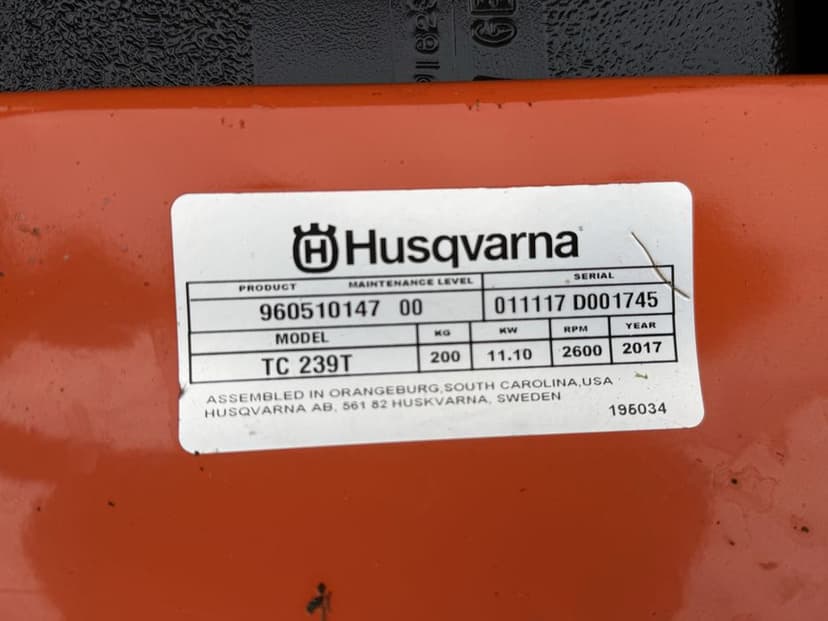 H Husqvarna
PRODUCT MAINTENANCE LEVEL SERIAL
960510147 00 011117 D001745
MODEL KG KW RPM YEAR
TC 239T 200 11.10 2600 2017
ASSEMBLED IN ORANGEBURG,SOUTH CAROLINA,USA
HUSQVARNA AB, 561 82 HUSKVARNA, SWEDEN
195034